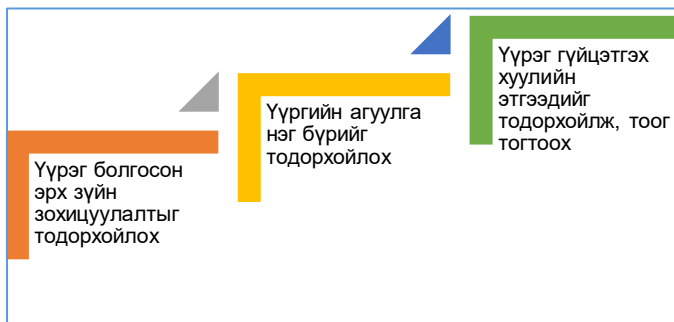 Үүрэг болгосон
эрх зүйн
зохицуулалтыг
тодорхойлох
Үүргийн агуулга
нэг бүрийг
тодорхойлох
Үүрэг гүйцэтгэх
хуулийн
этгээдийг
тодорхойлж, тоог
тогтоох